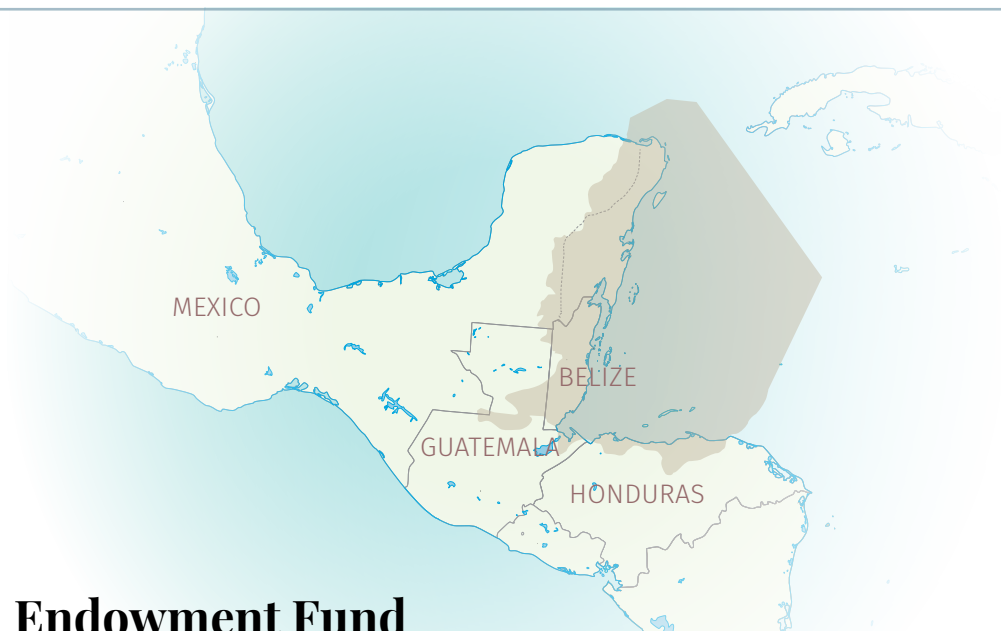 MEXICO
BELIZE
GUATEMALA
HONDURAS
Endowment Fund